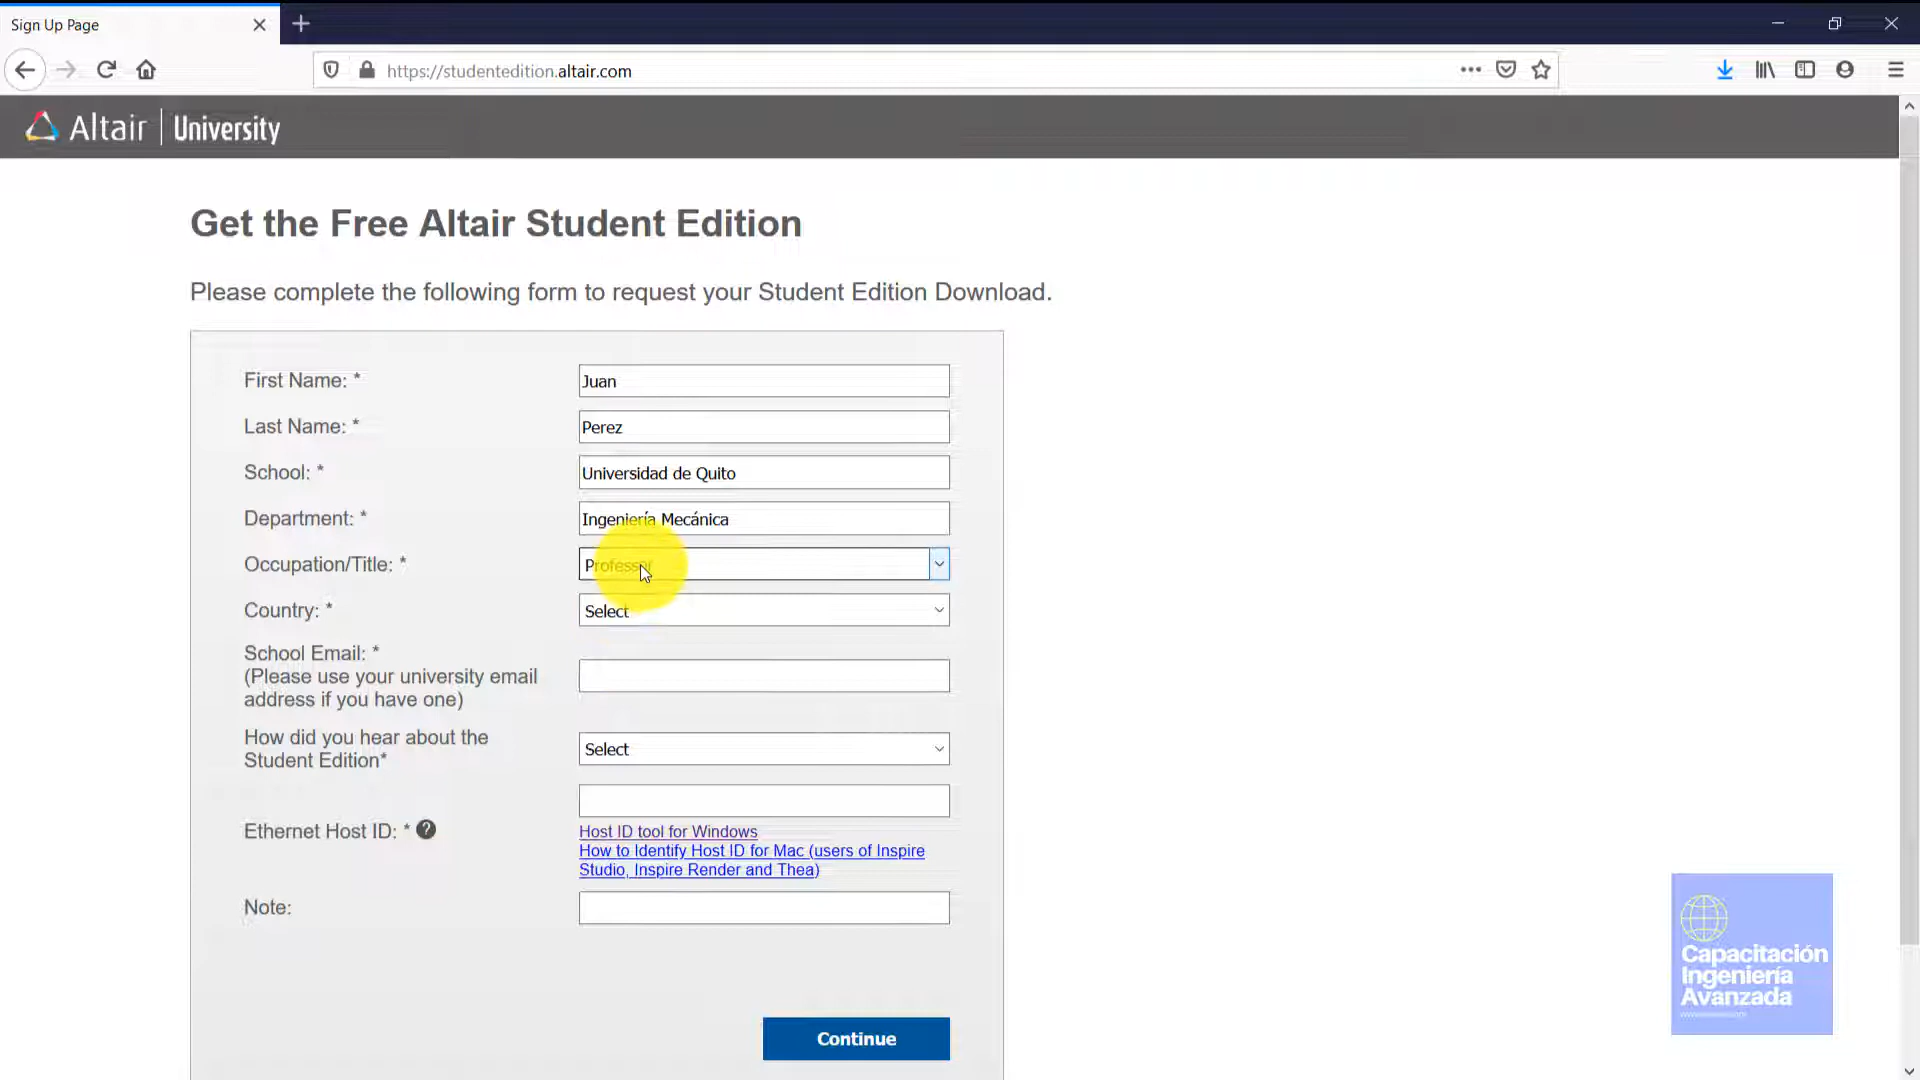 Sign Up Page
https://studentedition.altair.com
Altair | University
Get the Free Altair Student Edition
Please complete the following form to request your Student Edition Download.
First Name: *
Juan
Last Name: *
Perez
School: *
Universidad de Quito
Department: *
Ingeniería Mecánica
Occupation/Title: *
Professor
Country: *
Select
School Email: *
(Please use your university email
address if you have one)
How did you hear about the
Student Edition*
Select
Ethernet Host ID: * ?
Host ID tool for Windows
How to Identify Host ID for Mac (users of Inspire
Studio, Inspire Render and Thea)
Note:
Continue
Capacitación
Ingeniería
Avanzada